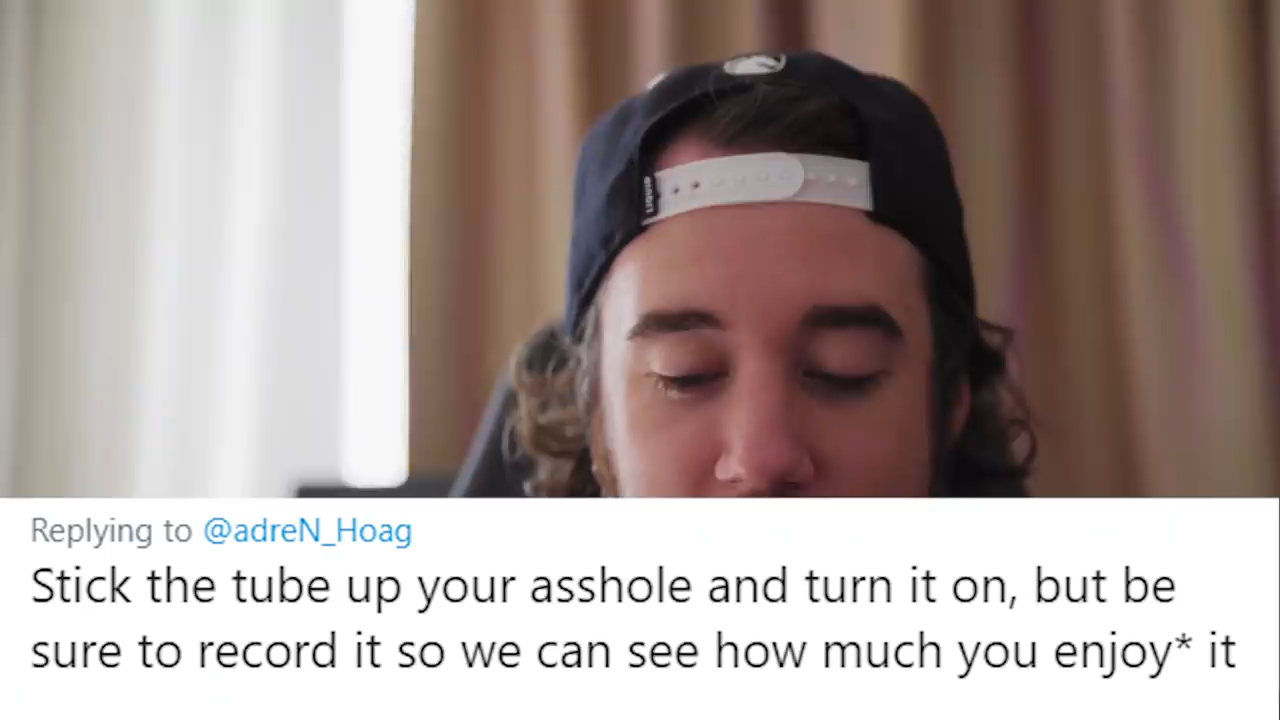 Replying to @adreN_Hoag
Stick the tube up your asshole and turn it on, but be
sure to record it so we can see how much you enjoy* it